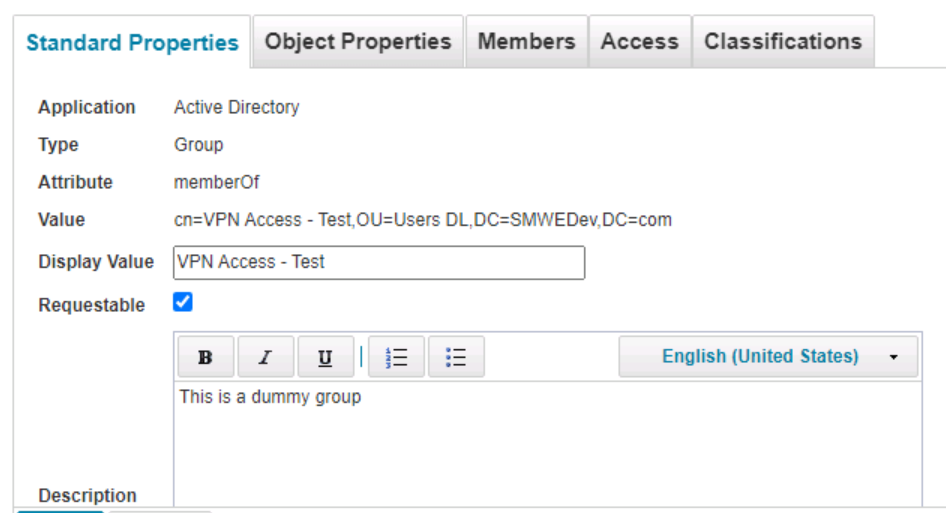 Standard Properties Object Properties Members Access Classifications
Application Active Directory
Type Group
Attribute memberOf
Value cn=VPN Access - Test,OU=Users DL,DC=SMWEDev,DC=com
Display Value VPN Access - Test
Requestable
B I U English (United States)
This is a dummy group
Description